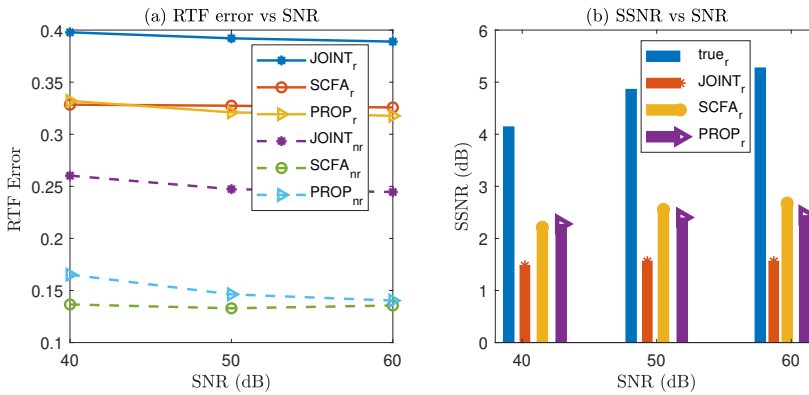 (a) RTF error vs SNR
0.4
0.35
0.3
0.25
0.2
0.15
0.1
40
50
60
RTF Error
SNR (dB)
JOINT_r
SCFA_r
PROP_r
JOINT_nr
SCFA_nr
PROP_nr
(b) SSNR vs SNR
6
5
4
3
2
1
0
40
50
60
SSNR (dB)
SNR (dB)
true_r
JOINT_r
SCFA_r
PROP_r